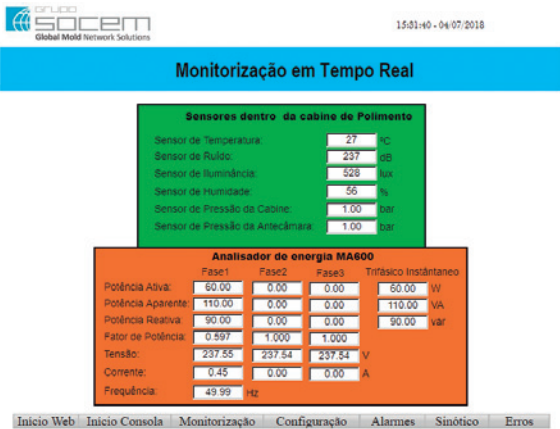 GRUPO
SOCEM
Global Mold Network Solutions
15:31:40 - 04/07/2018
Monitorização em Tempo Real
Sensores dentro da cabine de Polimento
Sensor de Temperatura: 27 ºC
Sensor de Ruído: 237 dB
Sensor de Iluminância: 528 lux
Sensor de Humidade: 56 %
Sensor de Pressão da Cabine: 1.00 bar
Sensor de Pressão da Antecâmara: 1.00 bar
Analisador de energia MA600
Fase1 Fase2 Fase3 Trifásico Instântaneo
Potência Ativa: 60.00 0.00 0.00 60.00 W
Potência Aparente: 110.00 0.00 0.00 110.00 VA
Potência Reativa: 90.00 0.00 0.00 90.00 var
Fator de Potência: 0.597 1.000 1.000
Tensão: 237.55 237.54 237.54 V
Corrente: 0.45 0.00 0.00 A
Frequência: 49.99 Hz
Inicio Web Inicio Consola Monitorização Configuração Alarmes Sinótico Erros